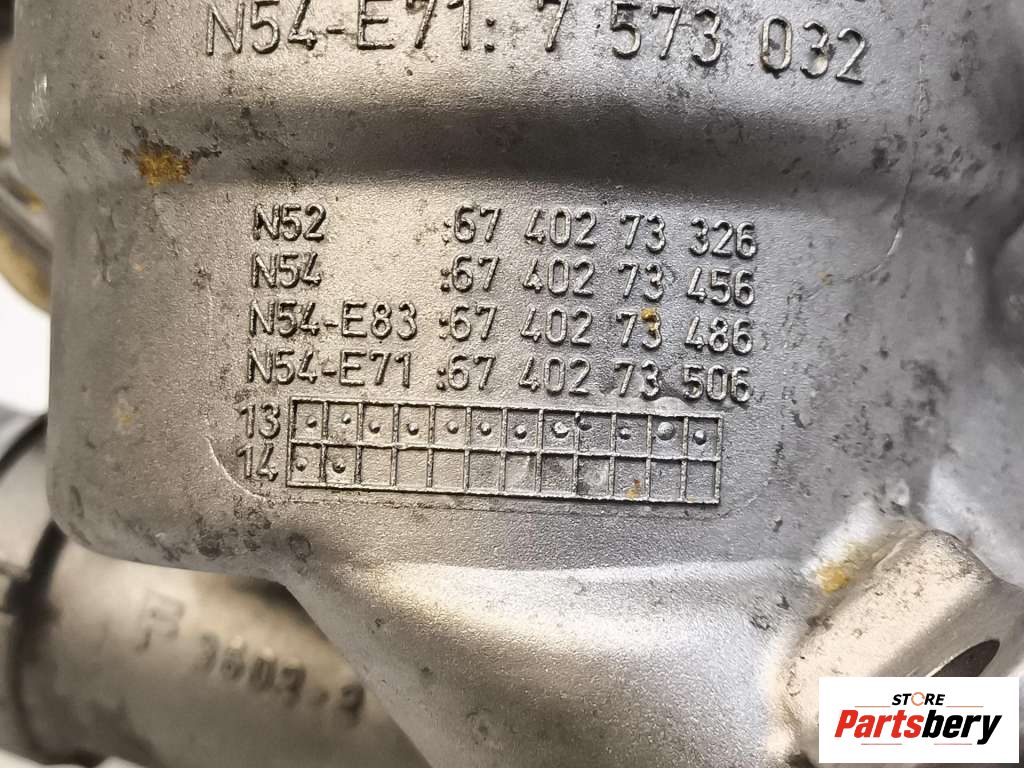 N54-E71: 7 573 032
N52 :67 402 73 326
N54 :67 402 73 456
N54-E83 :67 402 73 486
N54-E71 :67 402 73 506
13
14
STORE
Partsbery